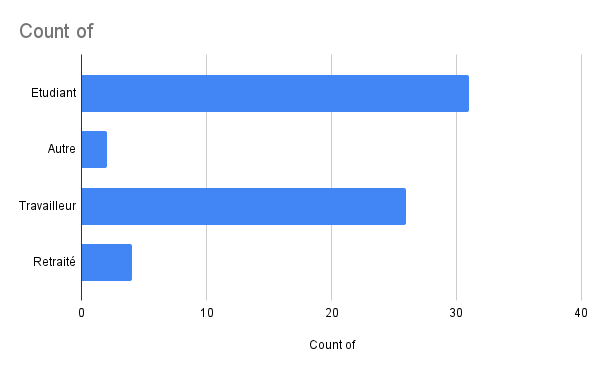 Count of
Etudiant
Autre
Travailleur
Retraité
0 10 20 30 40
Count of